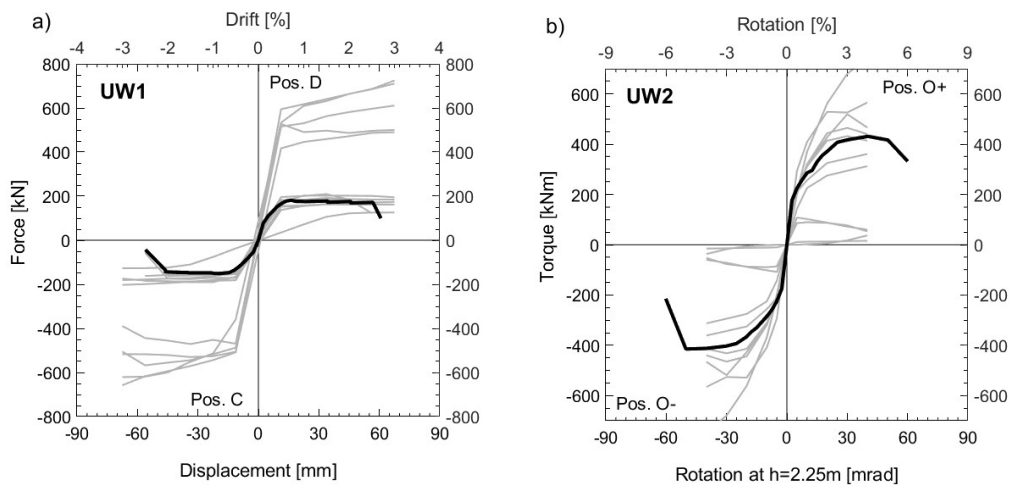 a)
Drift [%]
-4 -3 -2 -1 0 1 2 3 4
800 800
UW1
Pos. D
600 600
400 400
200 200
0 0
-200 -200
-400 -400
-600 -600
Pos. C
-800 -800
-90 -60 -30 0 30 60 90
Force [kN]
Displacement [mm]
b)
Rotation [%]
-9 -6 -3 0 3 6 9
UW2
Pos. O+
600 600
400 400
200 200
0 0
-200 -200
-400 -400
-600 -600
Pos. O-
-90 -60 -30 0 30 60 90
Torque [kNm]
Rotation at h=2.25m [mrad]